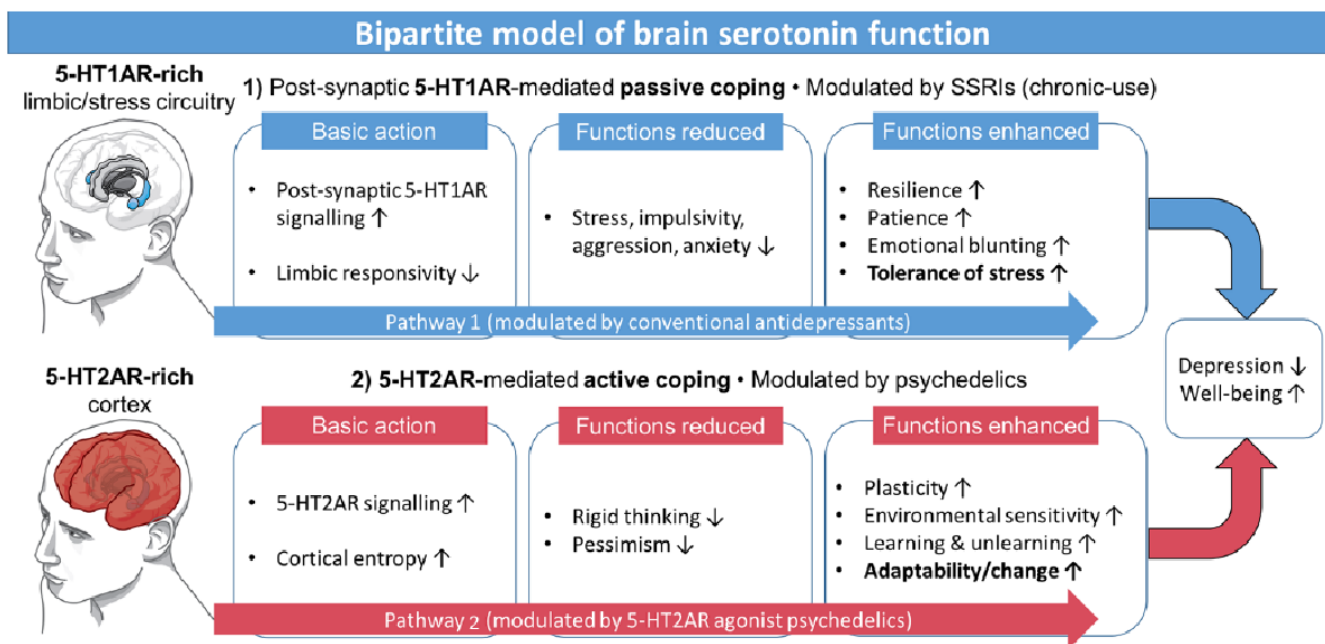 Bipartite model of brain serotonin function
5-HT1AR-rich
limbic/stress circuitry
1) Post-synaptic 5-HT1AR-mediated passive coping • Modulated by SSRIs (chronic-use)
Basic action
• Post-synaptic 5-HT1AR
signalling ↑
• Limbic responsivity ↓
Functions reduced
• Stress, impulsivity,
aggression, anxiety ↓
Functions enhanced
• Resilience ↑
• Patience ↑
• Emotional blunting ↑
• Tolerance of stress ↑
Pathway 1 (modulated by conventional antidepressants)
5-HT2AR-rich
cortex
2) 5-HT2AR-mediated active coping • Modulated by psychedelics
Basic action
• 5-HT2AR signalling ↑
• Cortical entropy ↑
Functions reduced
• Rigid thinking ↓
• Pessimism ↓
Functions enhanced
• Plasticity ↑
• Environmental sensitivity ↑
• Learning & unlearning ↑
• Adaptability/change ↑
Pathway 2 (modulated by 5-HT2AR agonist psychedelics)
Depression ↓
Well-being ↑